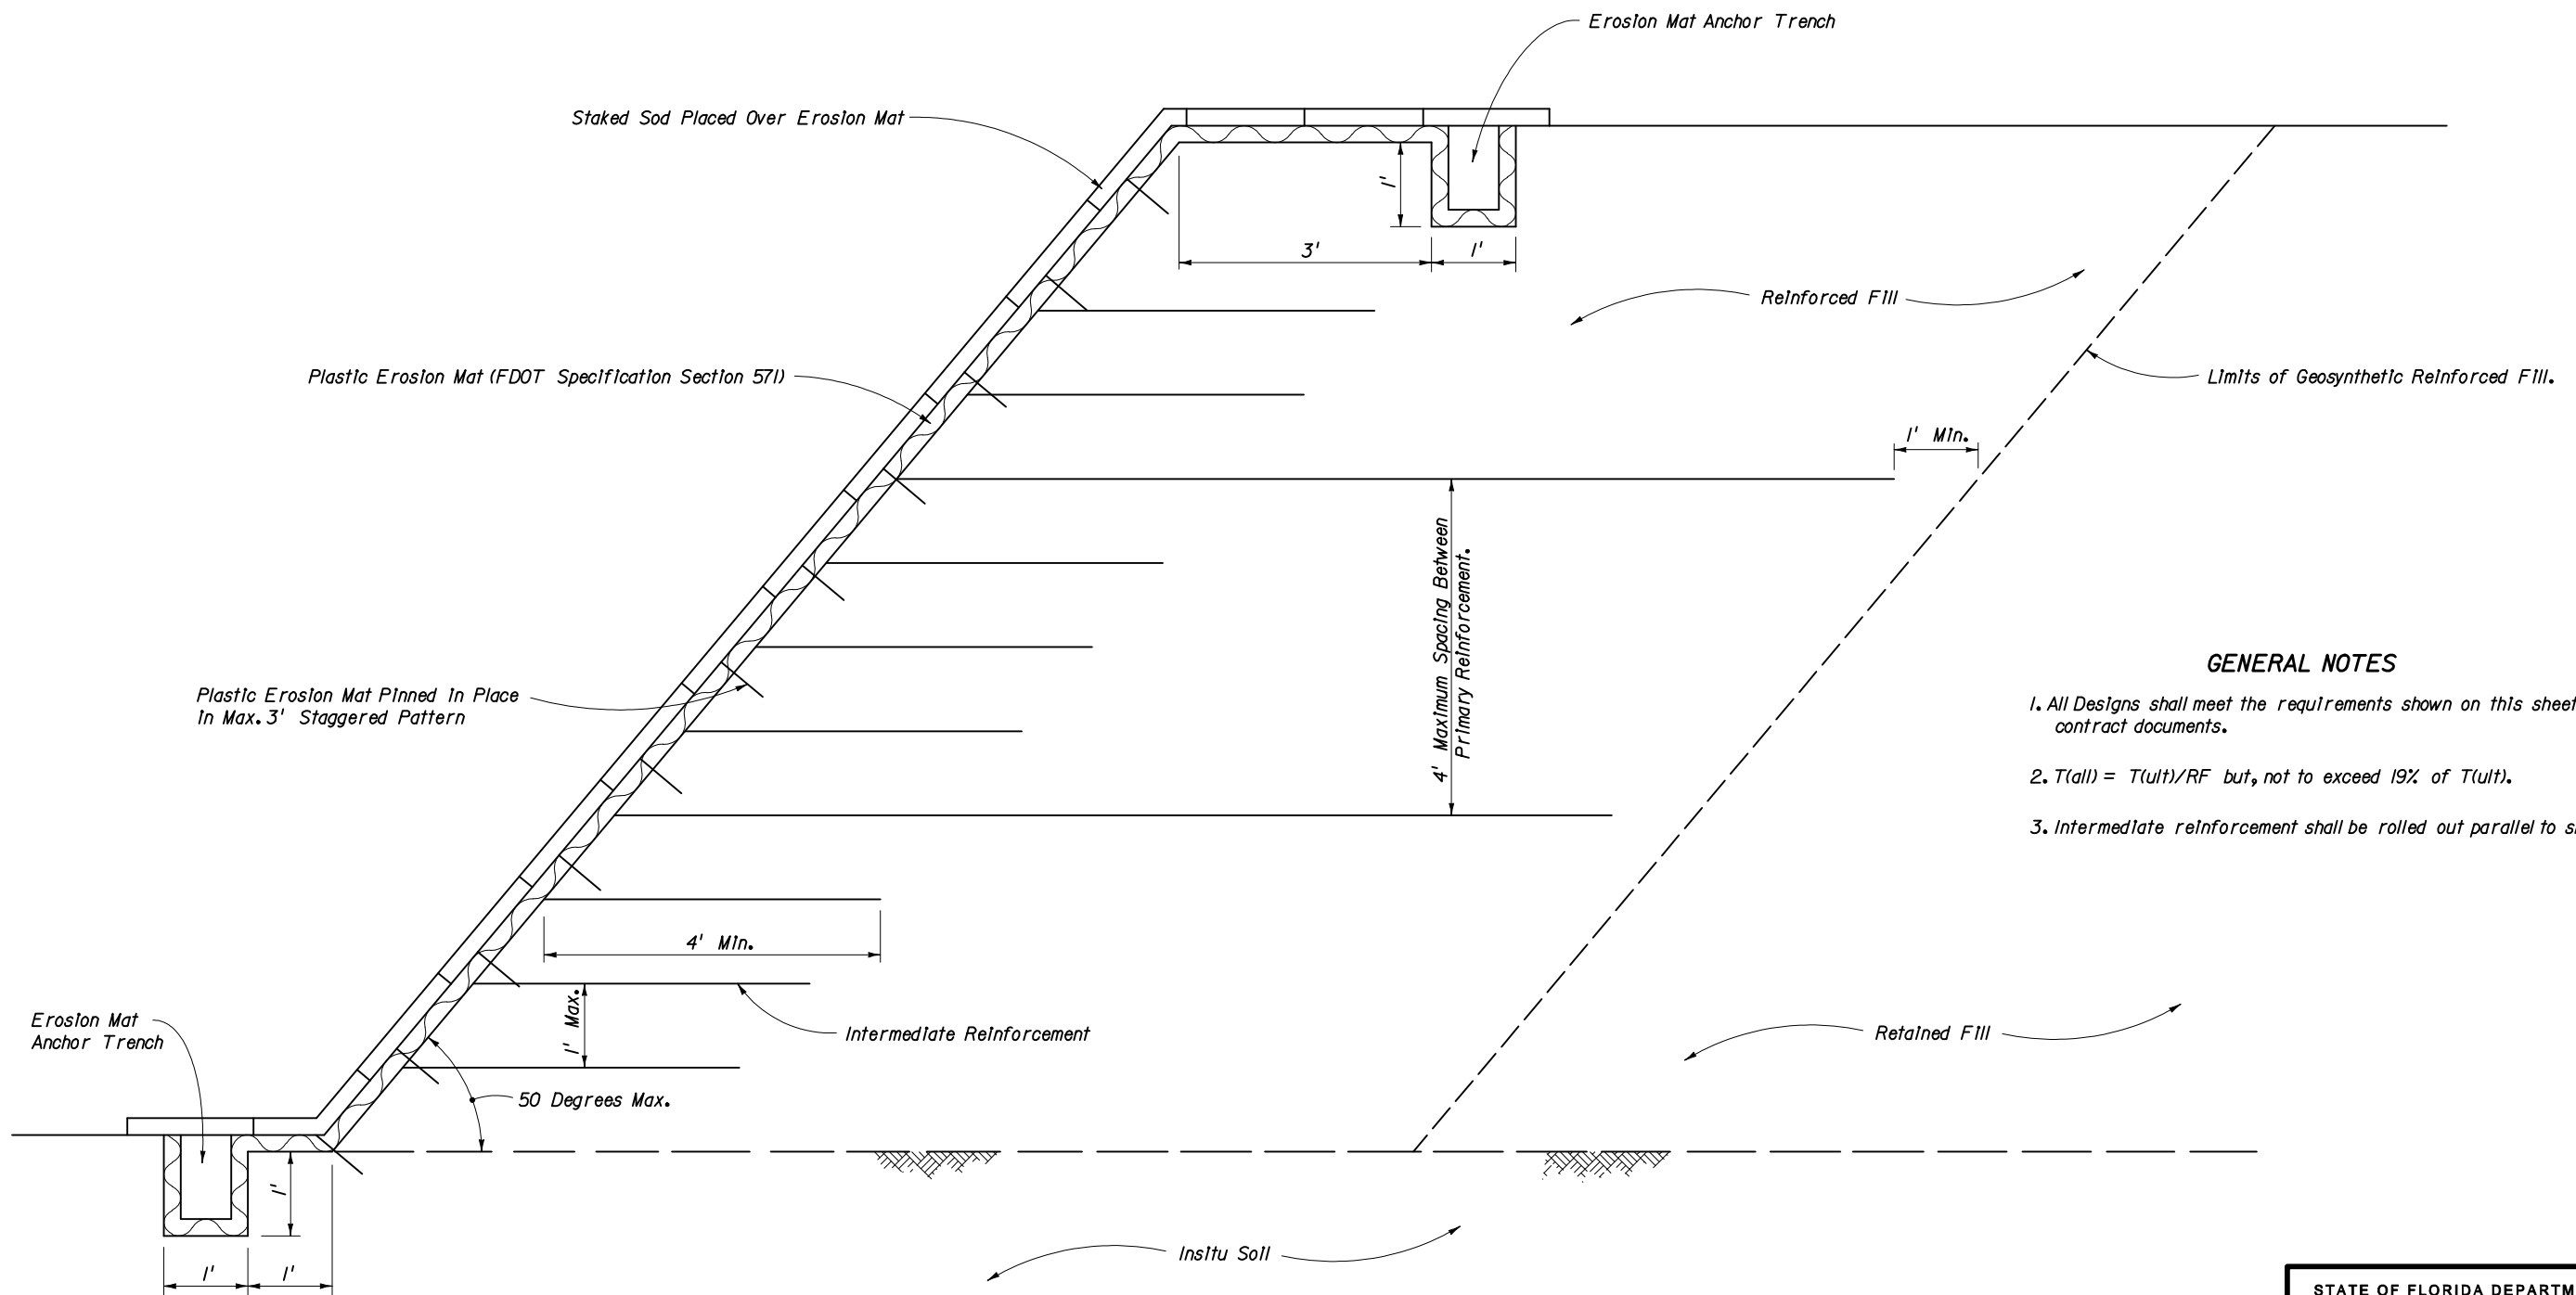 Erosion Mat Anchor Trench
Staked Sod Placed Over Erosion Mat
1'
3'
1'
Reinforced Fill
Plastic Erosion Mat (FDOT Specification Section 571)
Limits of Geosynthetic Reinforced Fill.
1' Min.
4' Maximum Spacing Between
Primary Reinforcement.
GENERAL NOTES
1. All Designs shall meet the requirements shown on this sheet
contract documents.
2. T(all) = T(ult)/RF but, not to exceed 19% of T(ult).
3. Intermediate reinforcement shall be rolled out parallel to
Plastic Erosion Mat Pinned in Place
in Max. 3' Staggered Pattern
4' Min.
1' Max.
Intermediate Reinforcement
Erosion Mat
Anchor Trench
Retained Fill
50 Degrees Max.
1'
1'
1'
Insitu Soil
STATE OF FLORIDA